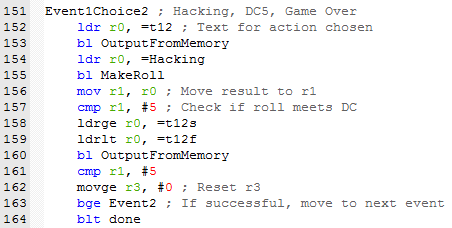 151 Event1Choice2 ; Hacking, DC5, Game Over
152 ldr r0, =t12 ; Text for action chosen
153 bl OutputFromMemory
154 ldr r0, =Hacking
155 bl MakeRoll
156 mov r1, r0 ; Move result to r1
157 cmp r1, #5 ; Check if roll meets DC
158 ldrge r0, =t12s
159 ldrlt r0, =t12f
160 bl OutputFromMemory
161 cmp r1, #5
162 movge r3, #0 ; Reset r3
163 bge Event2 ; If successful, move to next event
164 blt done